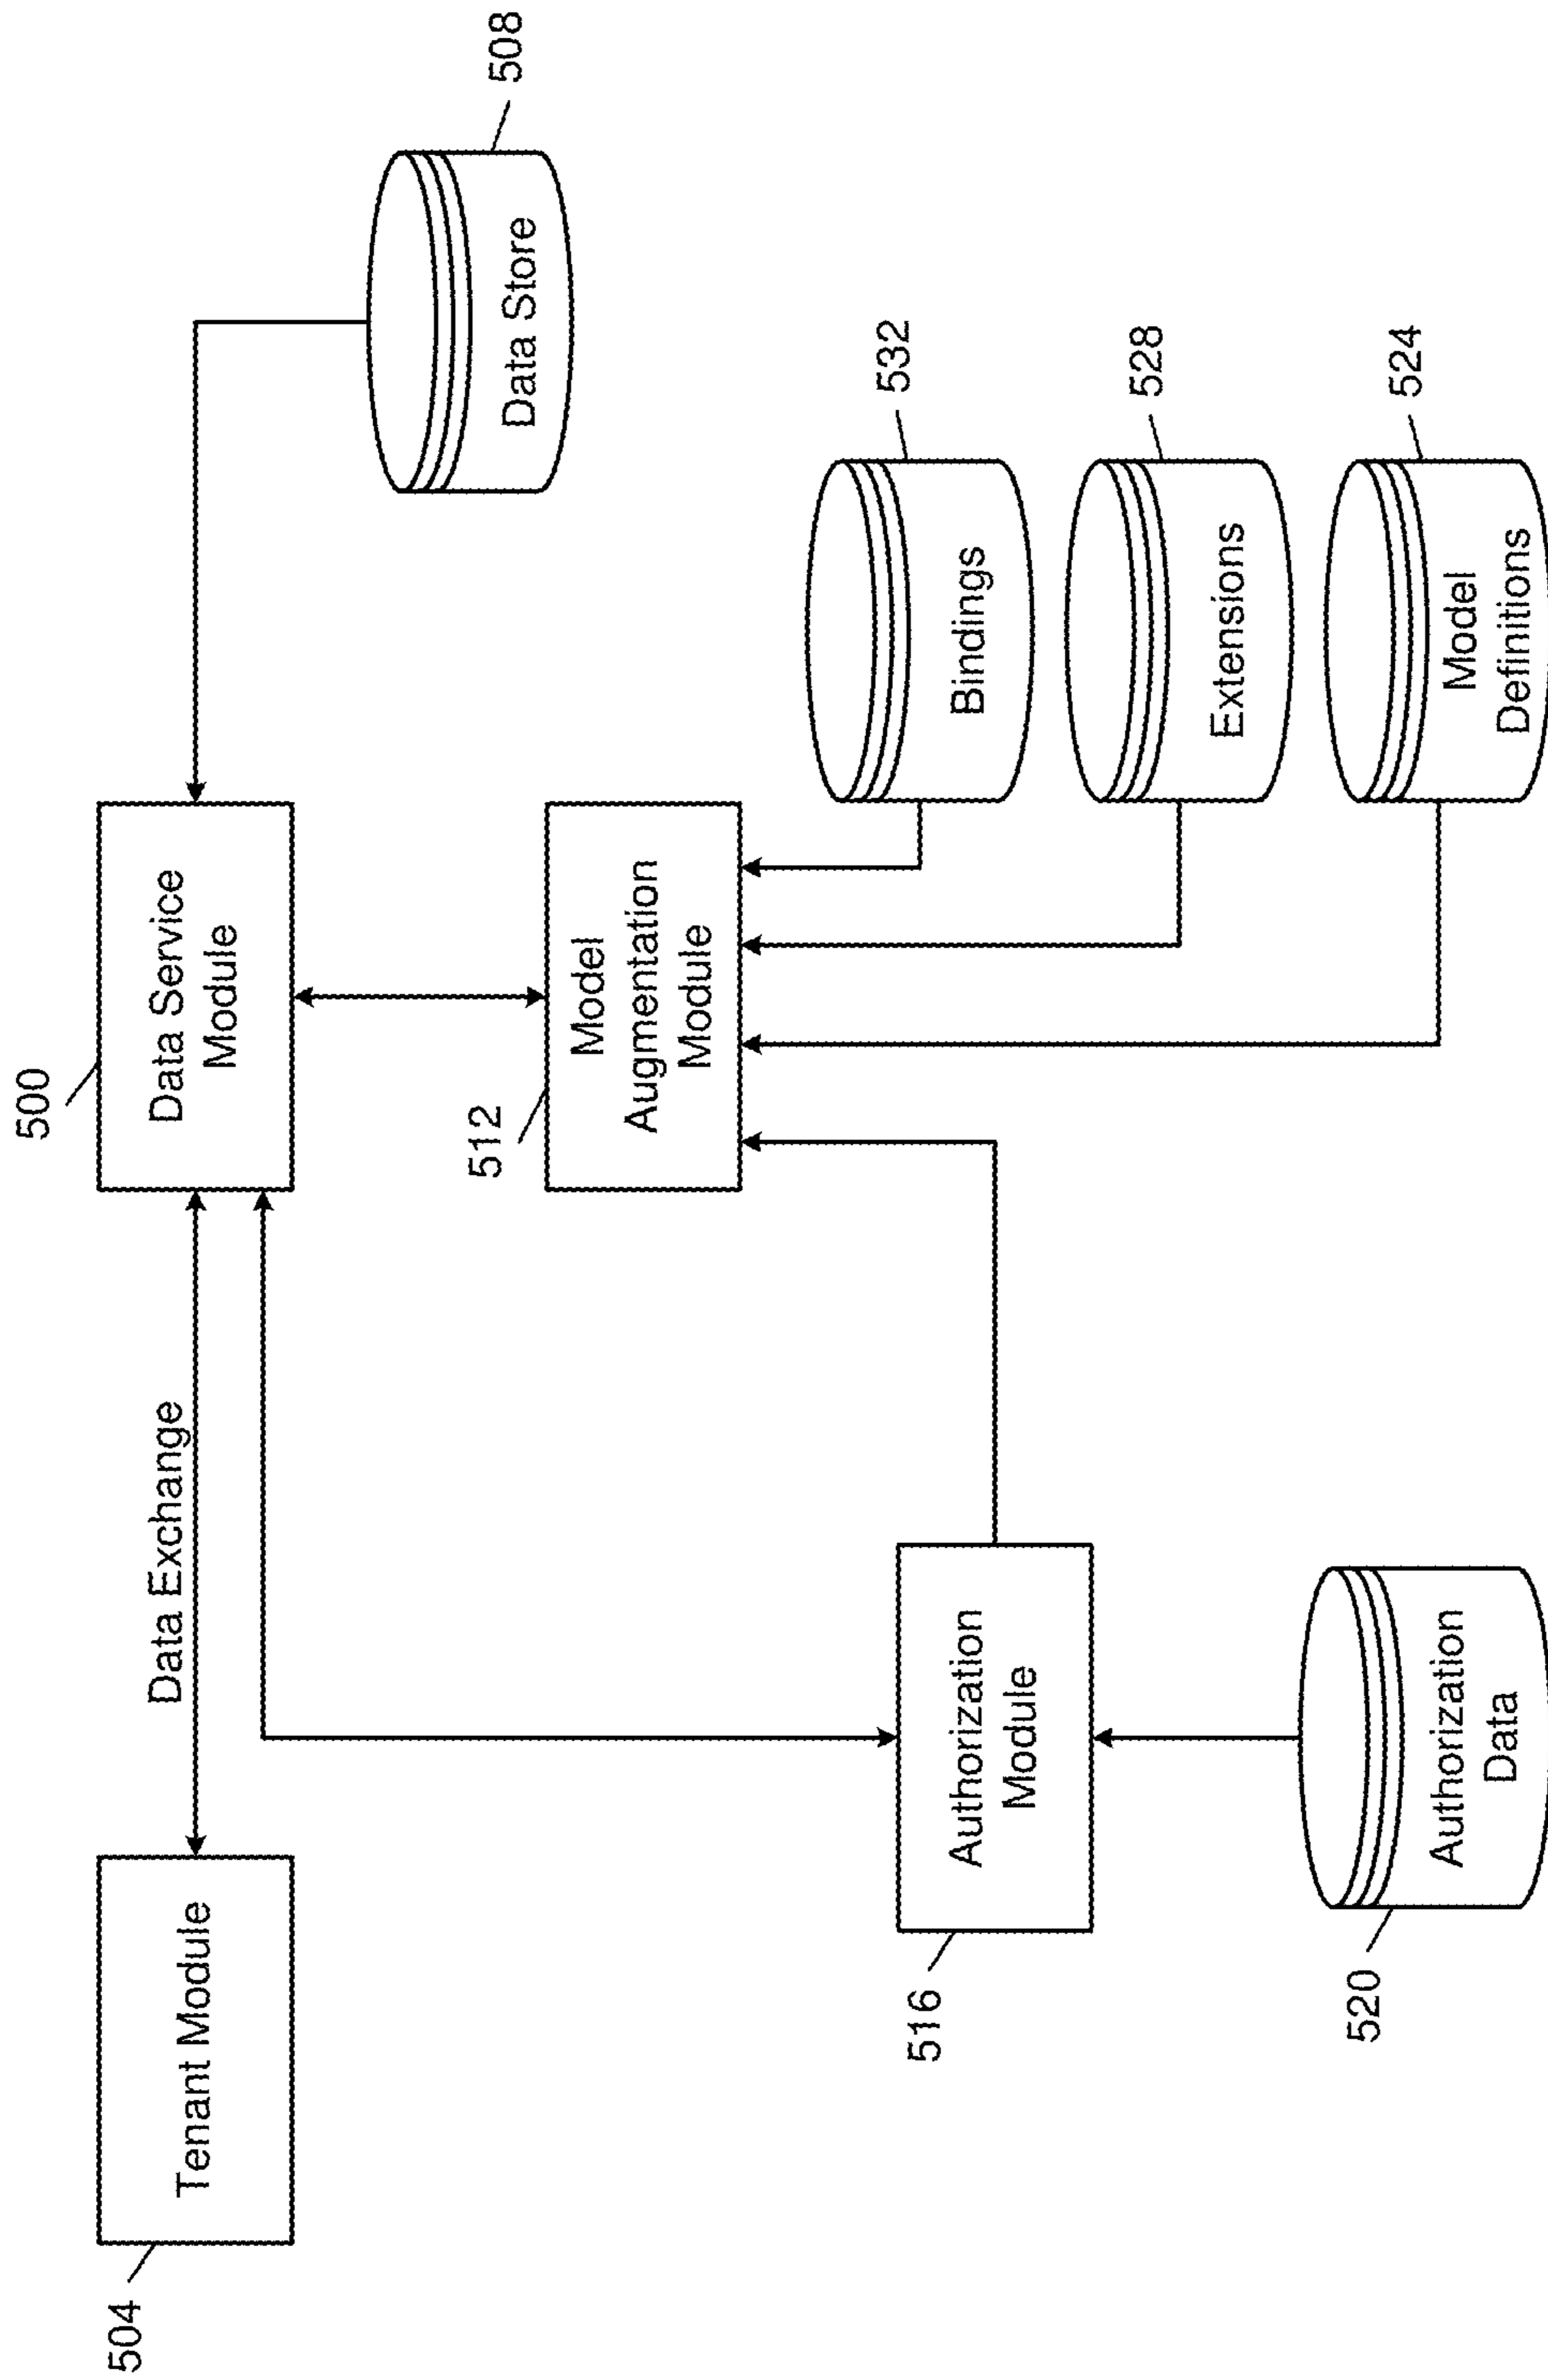 504
Tenant Module
Data Exchange
500
Data Service
Module
508
Data Store
512
Model
Augmentation
Module
516
Authorization
Module
520
Authorization
Data
532
Bindings
528
Extensions
524
Model
Definitions